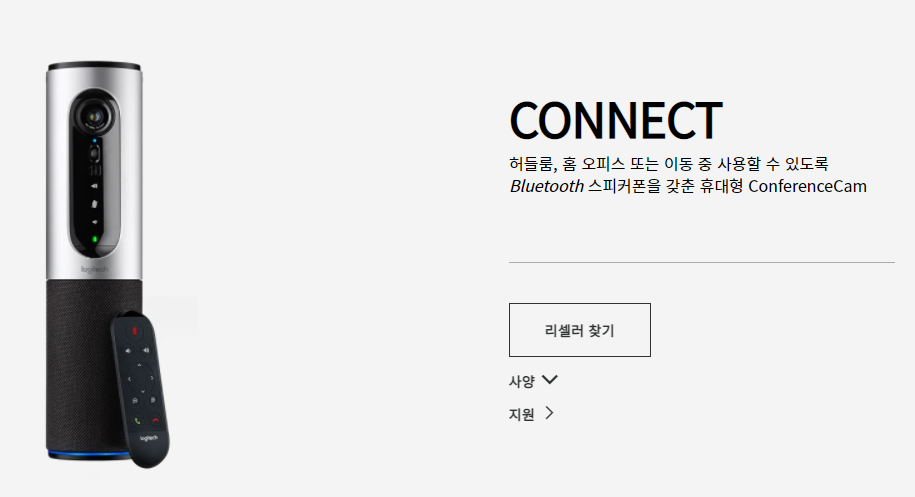 CONNECT
허들룸, 홈 오피스 또는 이동 중 사용할 수 있도록
Bluetooth 스피커폰을 갖춘 휴대형 ConferenceCam
logitech
리셀러 찾기
사양
지원
logitech